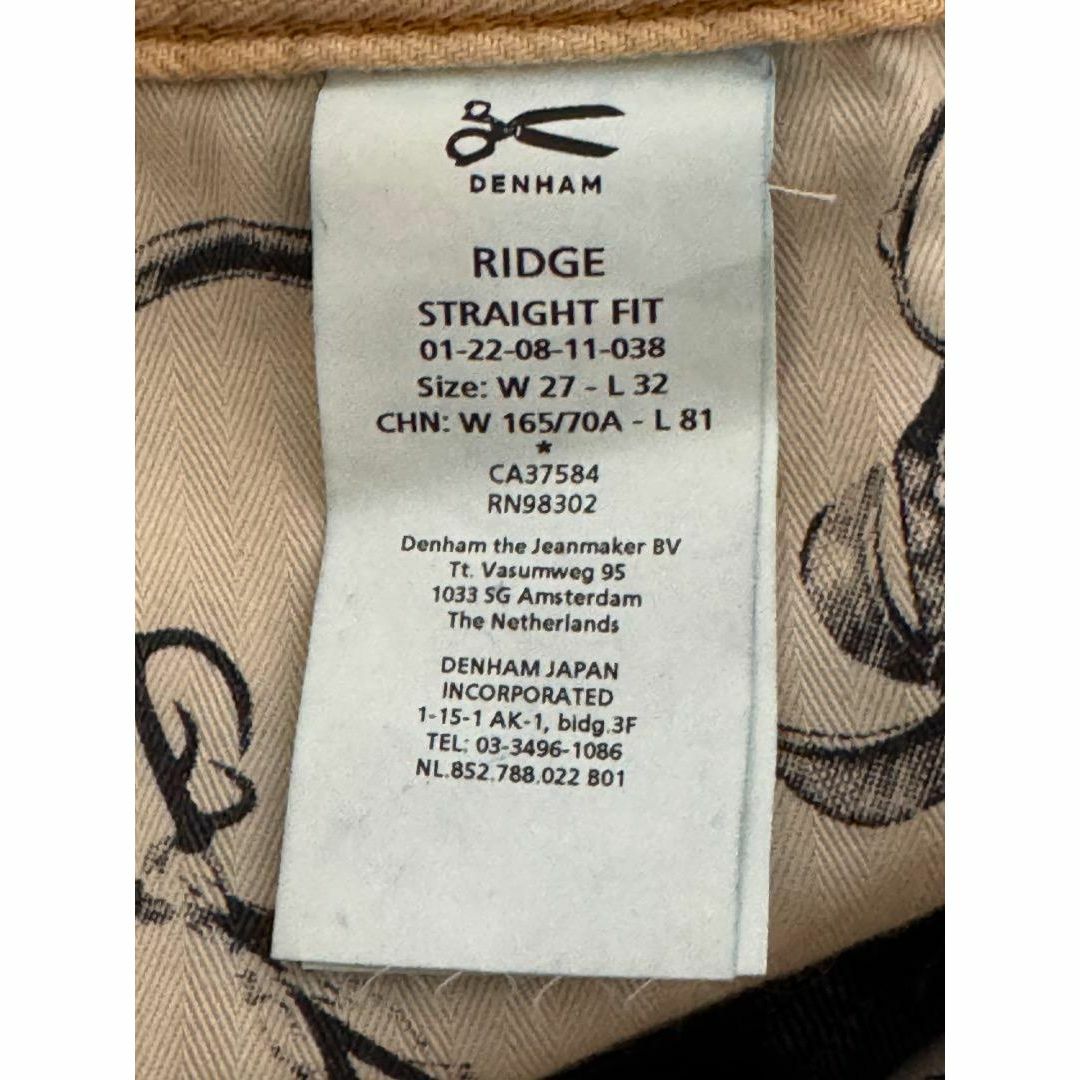 DENHAM
RIDGE
STRAIGHT FIT
01-22-08-11-038
Size: W 27 - L 32
CHN: W 165/70A - L 81
*
CA37584
RN98302
Denham the Jeanmaker BV
Tt. Vasumweg 95
1033 SG Amsterdam
The Netherlands
DENHAM JAPAN
INCORPORATED
1-15-1 AK-1, bldg.3F
TEL: 03-3496-1086
NL.852.788.022 B01